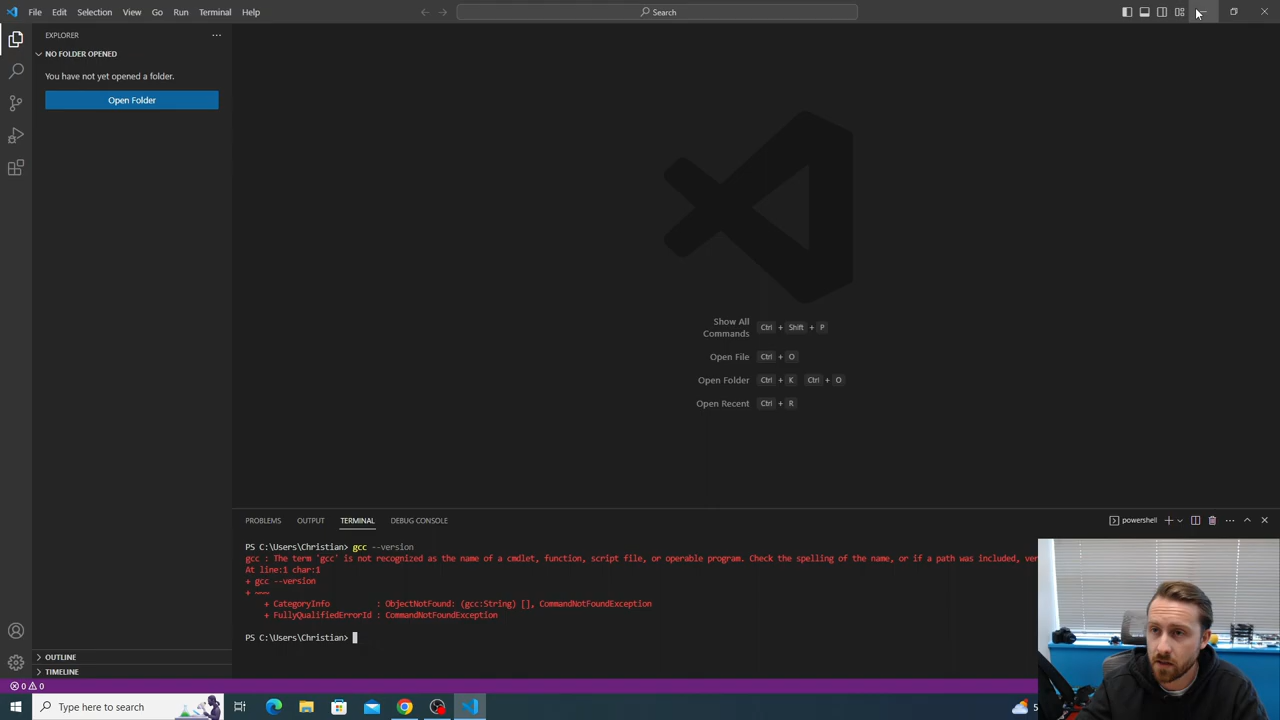 File Edit Selection View Go Run Terminal Help
Search
EXPLORER
NO FOLDER OPENED
You have not yet opened a folder.
Open Folder
Show All
Commands
Ctrl + Shift + P
Open File Ctrl + O
Open Folder Ctrl + K Ctrl + O
Open Recent Ctrl + R
PROBLEMS OUTPUT TERMINAL DEBUG CONSOLE
powershell
PS C:\Users\Christian> gcc --version
gcc : The term 'gcc' is not recognized as the name of a cmdlet, function, script file, or operable program. Check the spelling of the name, or if a path was included,
At line:1 char:1
+ gcc --version
+ ~~~
+ CategoryInfo : ObjectNotFound: (gcc:String) [], CommandNotFoundException
+ FullyQualifiedErrorId : CommandNotFoundException
PS C:\Users\Christian>
OUTLINE
TIMELINE
0 0
Type here to search